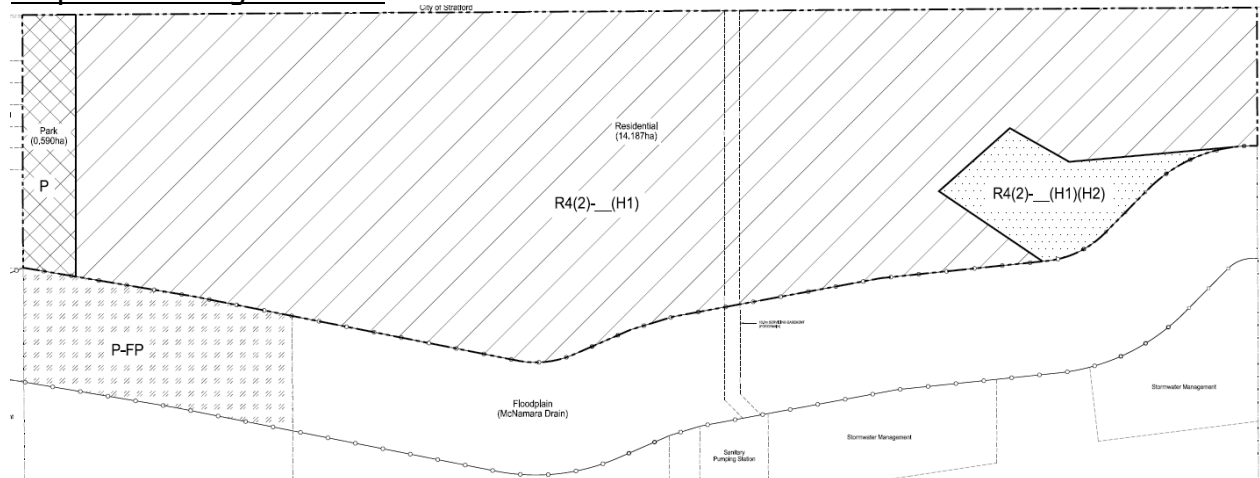 City of Stratford
Park
(0.590ha)
P
Residential
(14.187ha)
R4(2)-__(H1)
R4(2)-__(H1)(H2)
P-FP
Floodplain
(McNamara Drain)
Sanitary
Pumping Station
Stormwater Management
Stormwater Management